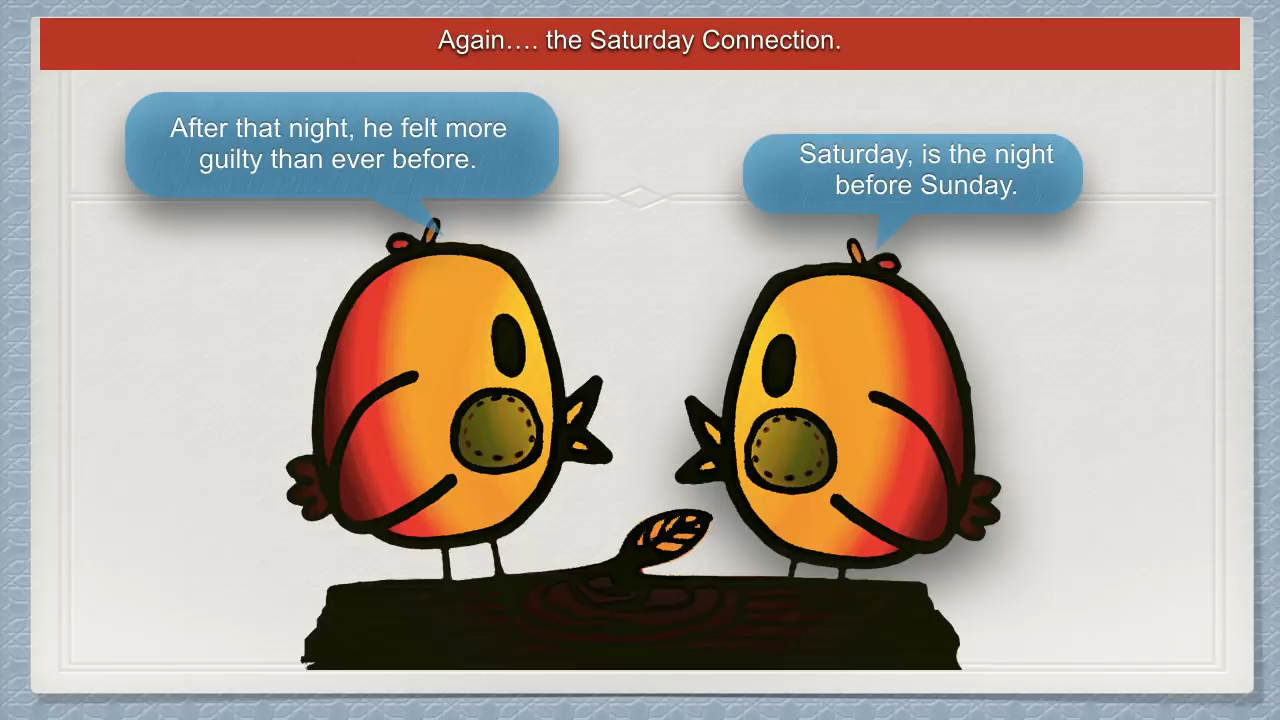 Again…. the Saturday Connection.
After that night, he felt more
guilty than ever before.
Saturday, is the night
before Sunday.